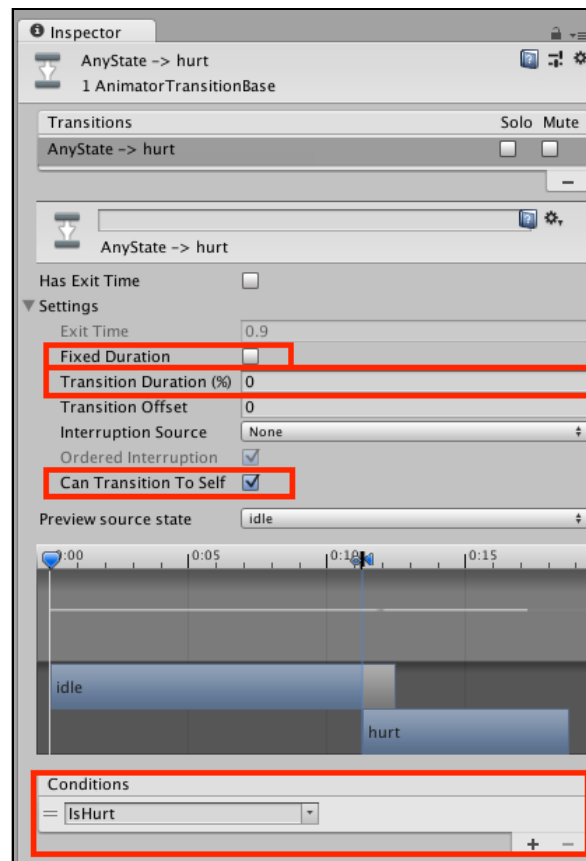 Inspector
AnyState -> hurt
1 AnimatorTransitionBase
Transitions Solo Mute
AnyState -> hurt
AnyState -> hurt
Has Exit Time
Settings
Exit Time 0.9
Fixed Duration
Transition Duration (%) 0
Transition Offset 0
Interruption Source None
Ordered Interruption
Can Transition To Self
Preview source state idle
0:00 0:05 0:10 0:15
idle
hurt
Conditions
IsHurt